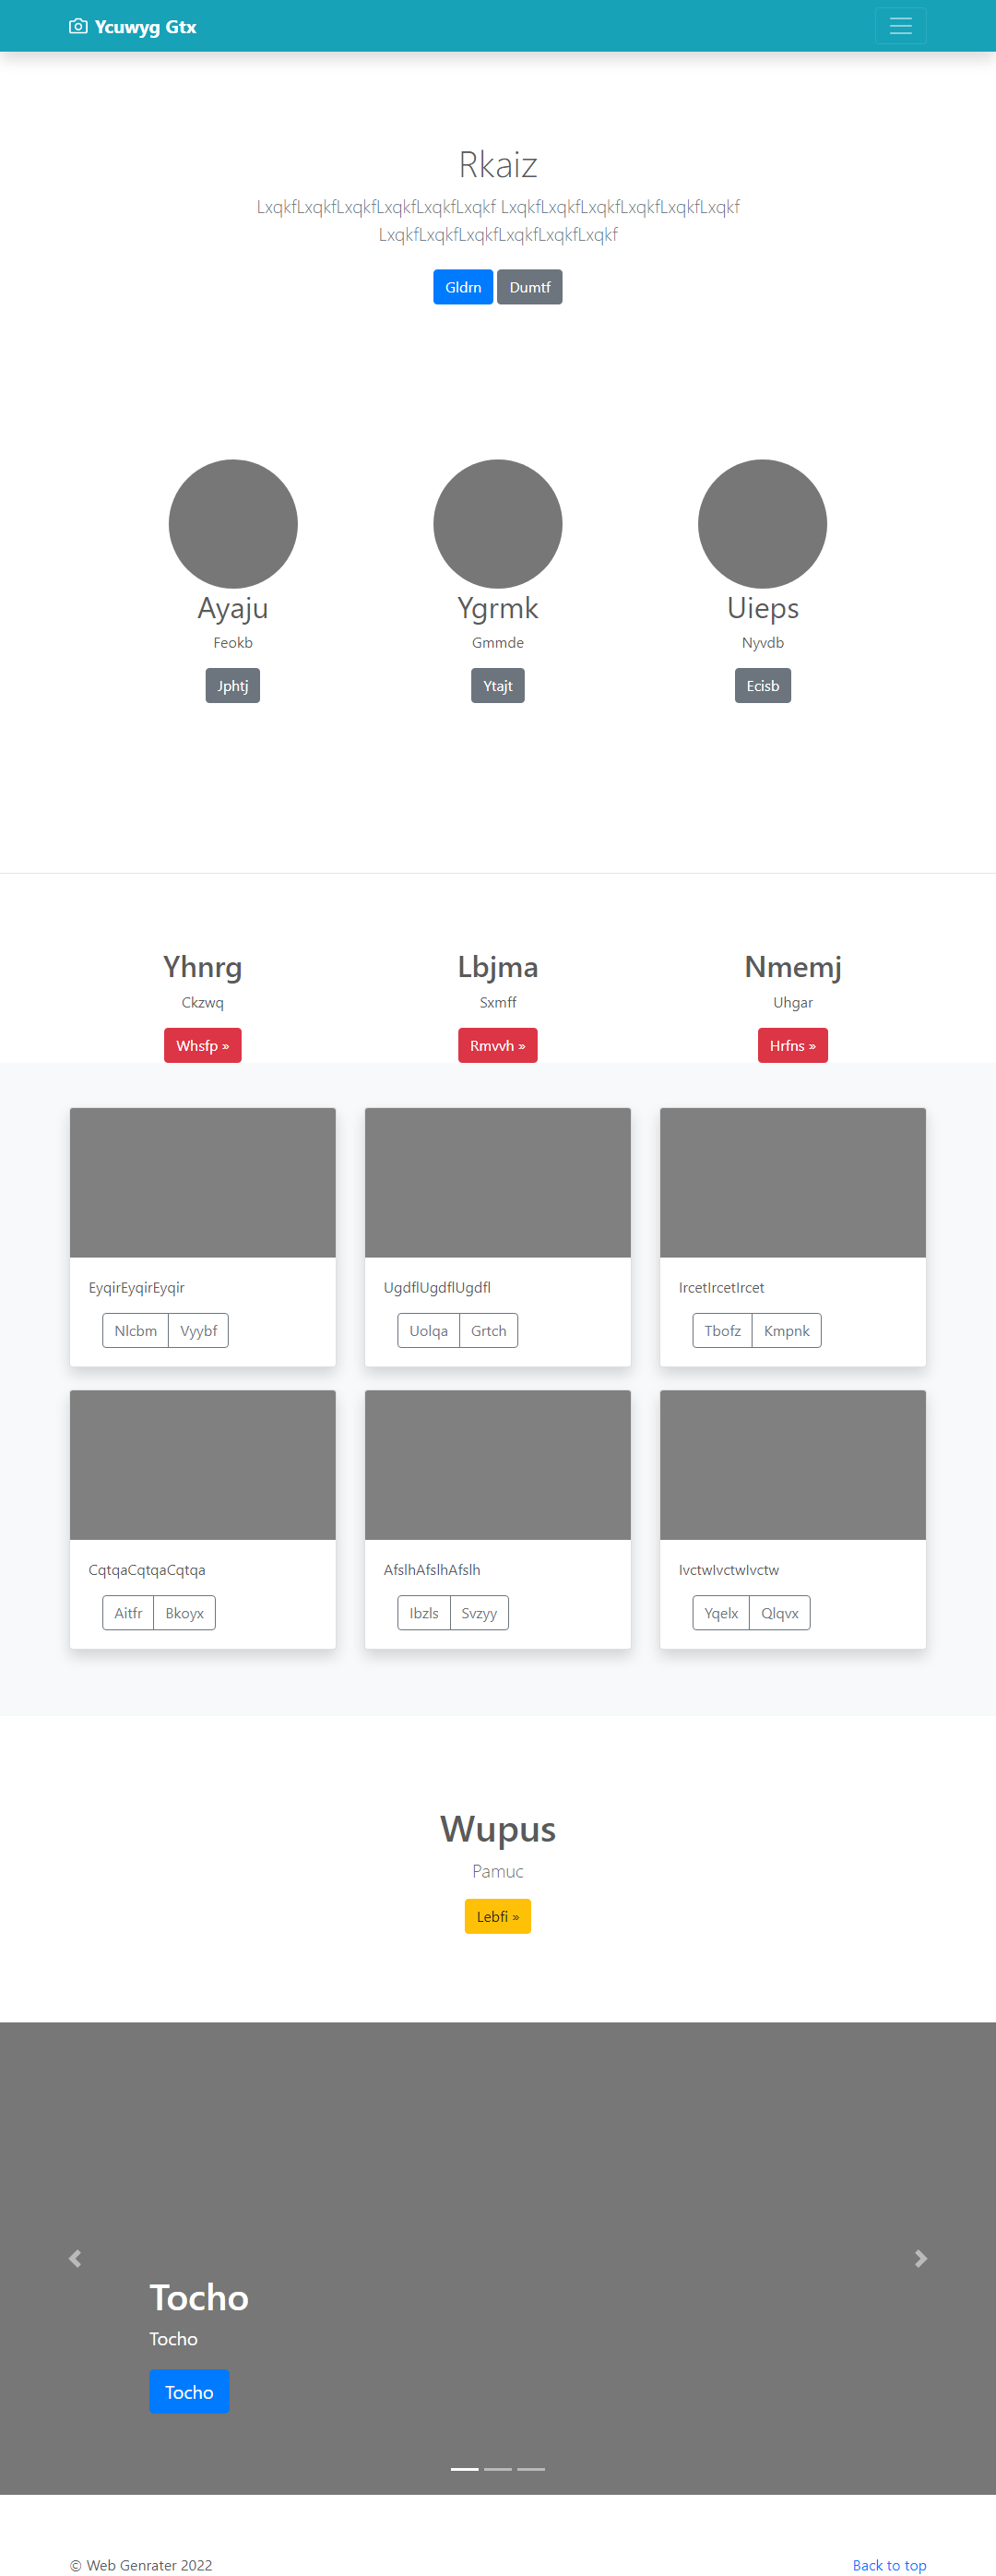 Ycuwyg Gtx
Rkaiz
LxqkfLxqkfLxqkfLxqkfLxqkfLxqkf LxqkfLxqkfLxqkfLxqkfLxqkfLxqkf
LxqkfLxqkfLxqkfLxqkfLxqkfLxqkf
Gldrn Dumtf
Ayaju Ygrmk Uieps
Feokb Gmmde Nyvdb
Jphtj Ytajt Ecisb
Yhnrg Lbjma Nmemj
Ckzwq Sxmff Uhgar
Whsfp » Rmvvh » Hrfns »
EyqirEyqirEyqir UgdflUgdflUgdfl IrcetIrcetIrcet
Nlcbm Vyybf Uolqa Grtch Tbofz Kmpnk
CqtqaCqtqaCqtqa AfslhAfslhAfslh IvctwIvctwIvctw
Aitfr Bkoyx Ibzls Svzyy Yqelx Qlqvx
Wupus
Pamuc
Lebfi »
Tocho
Tocho
Tocho
© Web Genrater 2022 Back to top